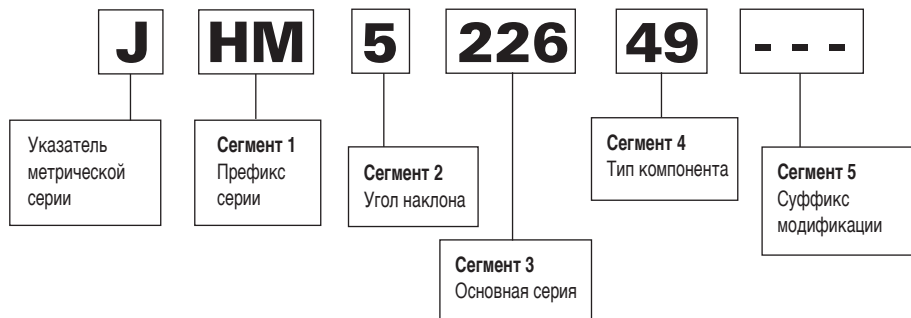 J HM 5 226 49 - - -
Указатель
метрической
серии
Сегмент 1
Префикс
серии
Сегмент 2
Угол наклона
Сегмент 3
Основная серия
Сегмент 4
Тип компонента
Сегмент 5
Суффикс
модификации